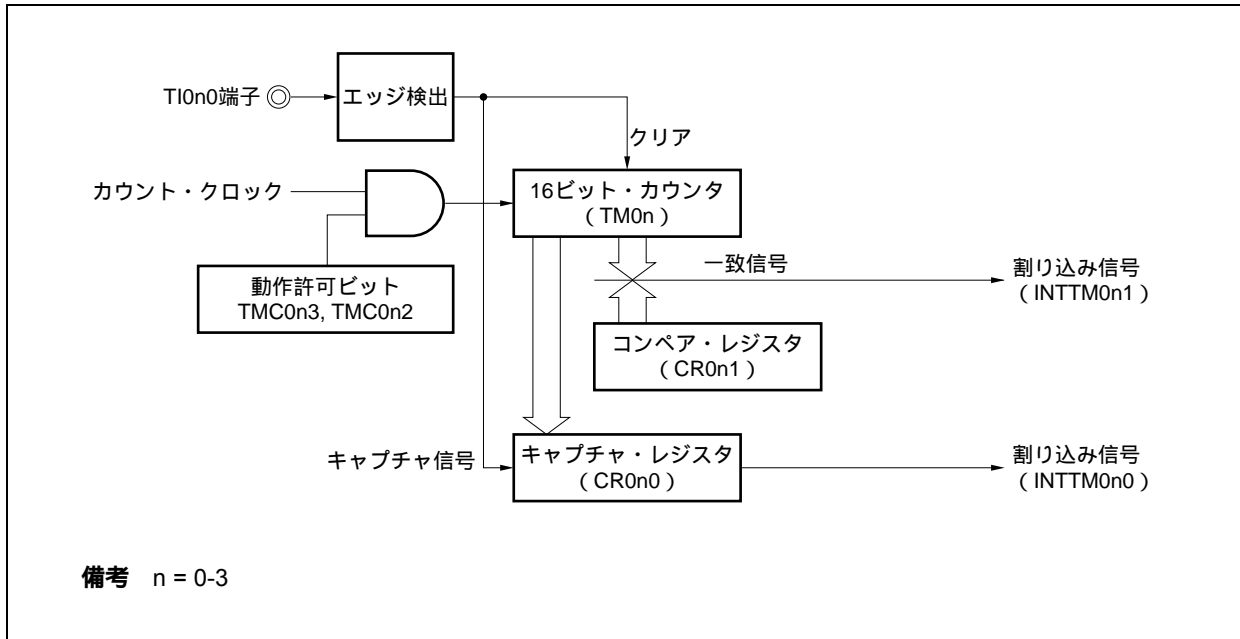 TI0n0端子
エッジ検出
クリア
カウント・クロック
16ビット・カウンタ
（TM0n）
動作許可ビット
TMC0n3, TMC0n2
一致信号
割り込み信号
（INTTM0n1）
コンペア・レジスタ
（CR0n1）
キャプチャ信号
キャプチャ・レジスタ
（CR0n0）
割り込み信号
（INTTM0n0）
備考 n = 0-3